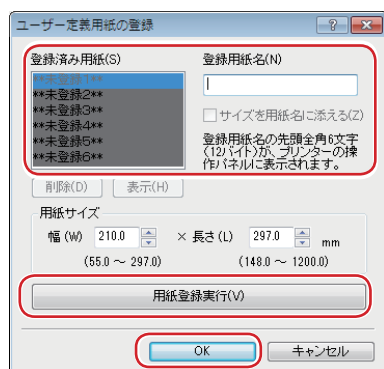 ユーザー定義用紙の登録
登録済み用紙(S)
登録用紙名(N)
**未登録1**
**未登録2**
**未登録3**
**未登録4**
**未登録5**
**未登録6**
サイズを用紙名に添える(Z)
登録用紙名の先頭全角6文字
(12バイト)が、プリンターの操
作パネルに表示されます。
削除(D) 表示(H)
用紙サイズ
幅(W) 210.0 × 長さ(L) 297.0 mm
(55.0 ～ 297.0) (148.0 ～ 1200.0)
用紙登録実行(V)
OK キャンセル